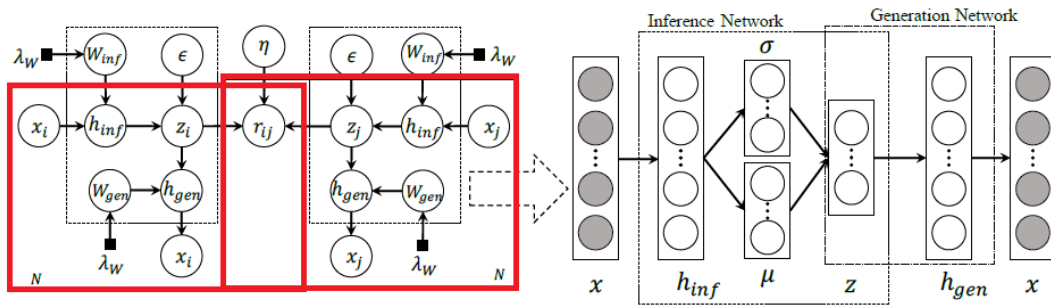 Inference Network
Generation Network
λ_W
W_inf
ϵ
η
ϵ
W_inf
λ_W
σ
x_i
h_inf
z_i
r_ij
z_j
h_inf
x_j
W_gen
h_gen
h_gen
W_gen
x_i
x_j
λ_W
λ_W
N
N
x
h_inf
μ
z
h_gen
x